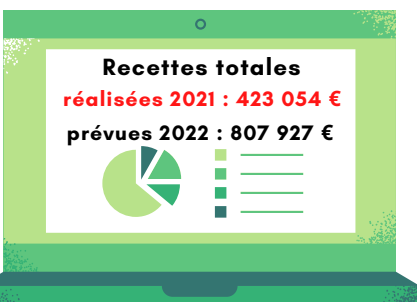 Recettes totales
réalisées 2021 : 423 054 €
prévues 2022 : 807 927 €